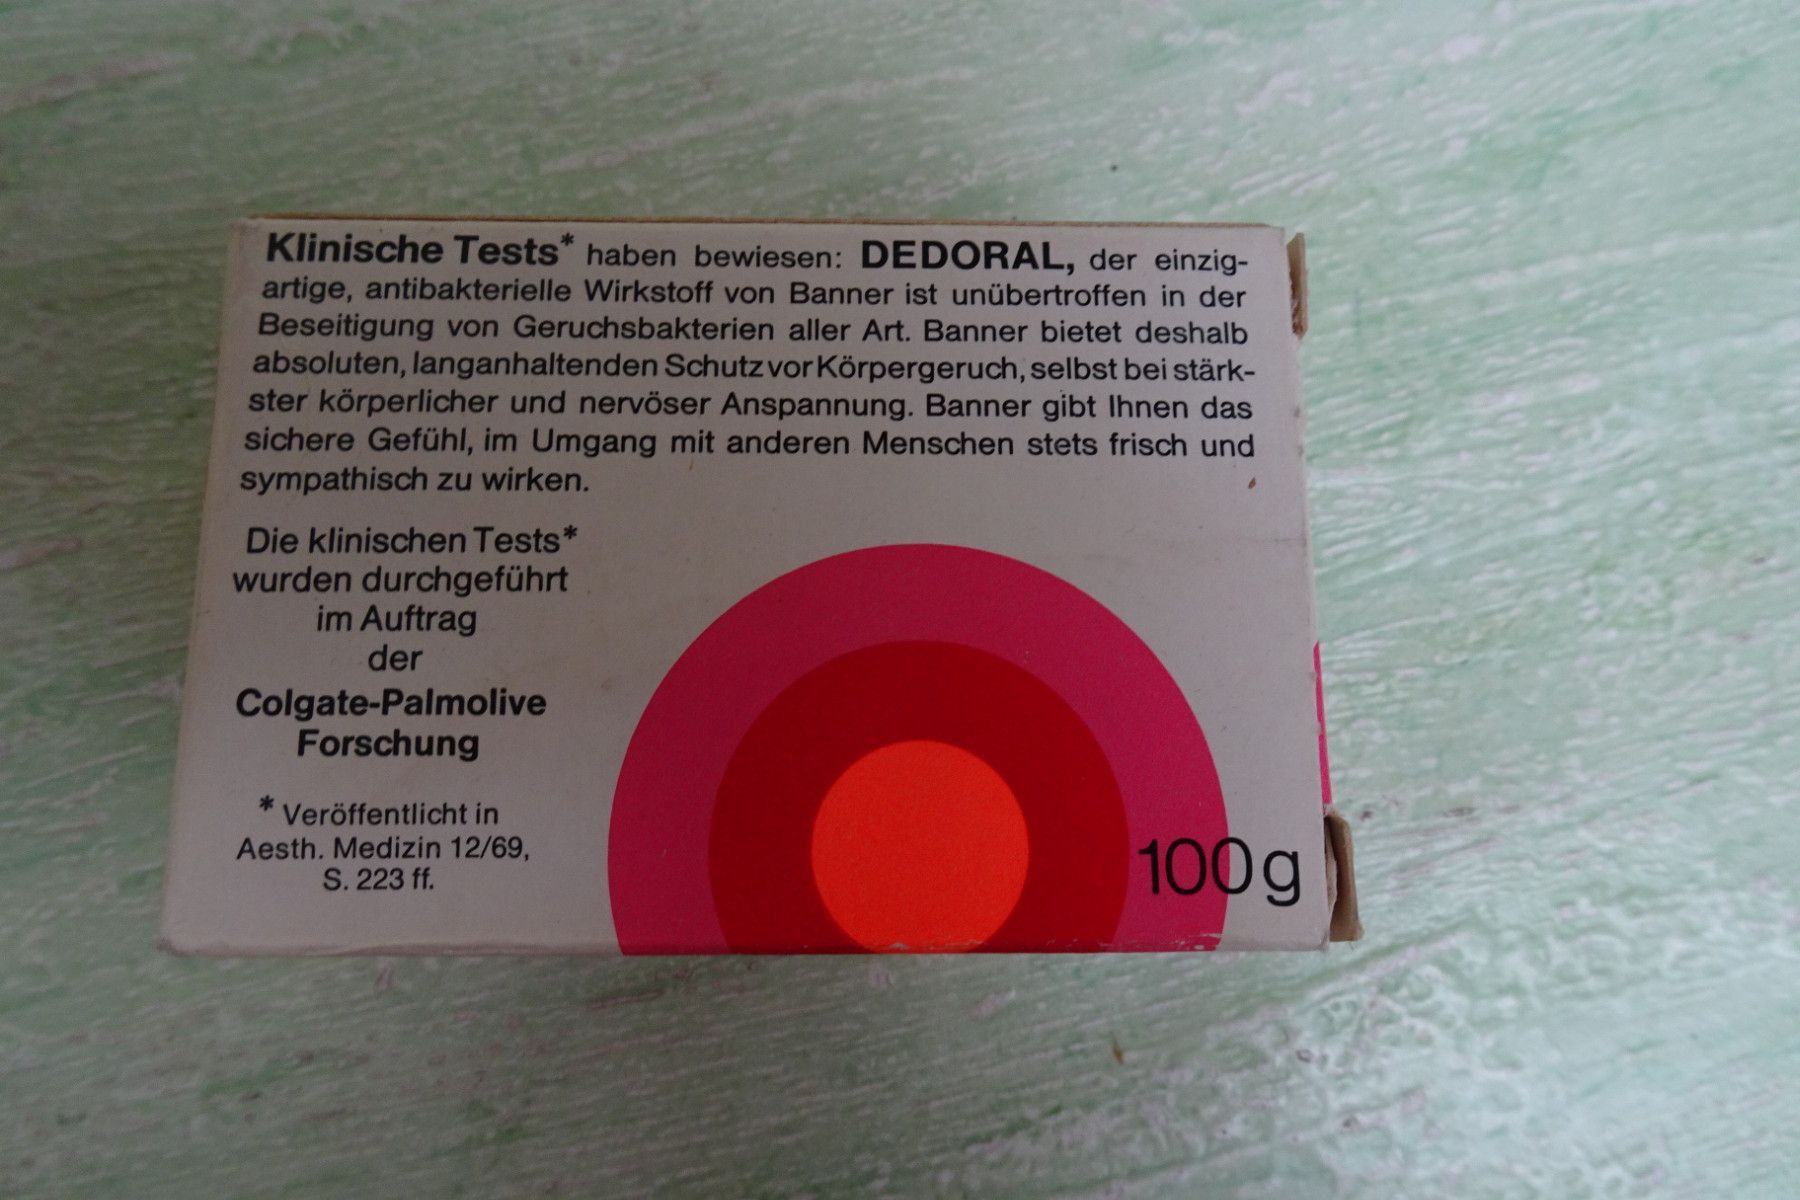 Klinische Tests* haben bewiesen: DEDORAL, der einzig-
artige, antibakterielle Wirkstoff von Banner ist unübertroffen in der
Beseitigung von Geruchsbakterien aller Art. Banner bietet deshalb
absoluten, langanhaltenden Schutz vor Körpergeruch, selbst bei stärk-
ster körperlicher und nervöser Anspannung. Banner gibt Ihnen das
sichere Gefühl, im Umgang mit anderen Menschen stets frisch und
sympathisch zu wirken.
Die klinischen Tests*
wurden durchgeführt
im Auftrag
der
Colgate-Palmolive
Forschung
* Veröffentlicht in
Aesth. Medizin 12/69,
S. 223 ff.
100g